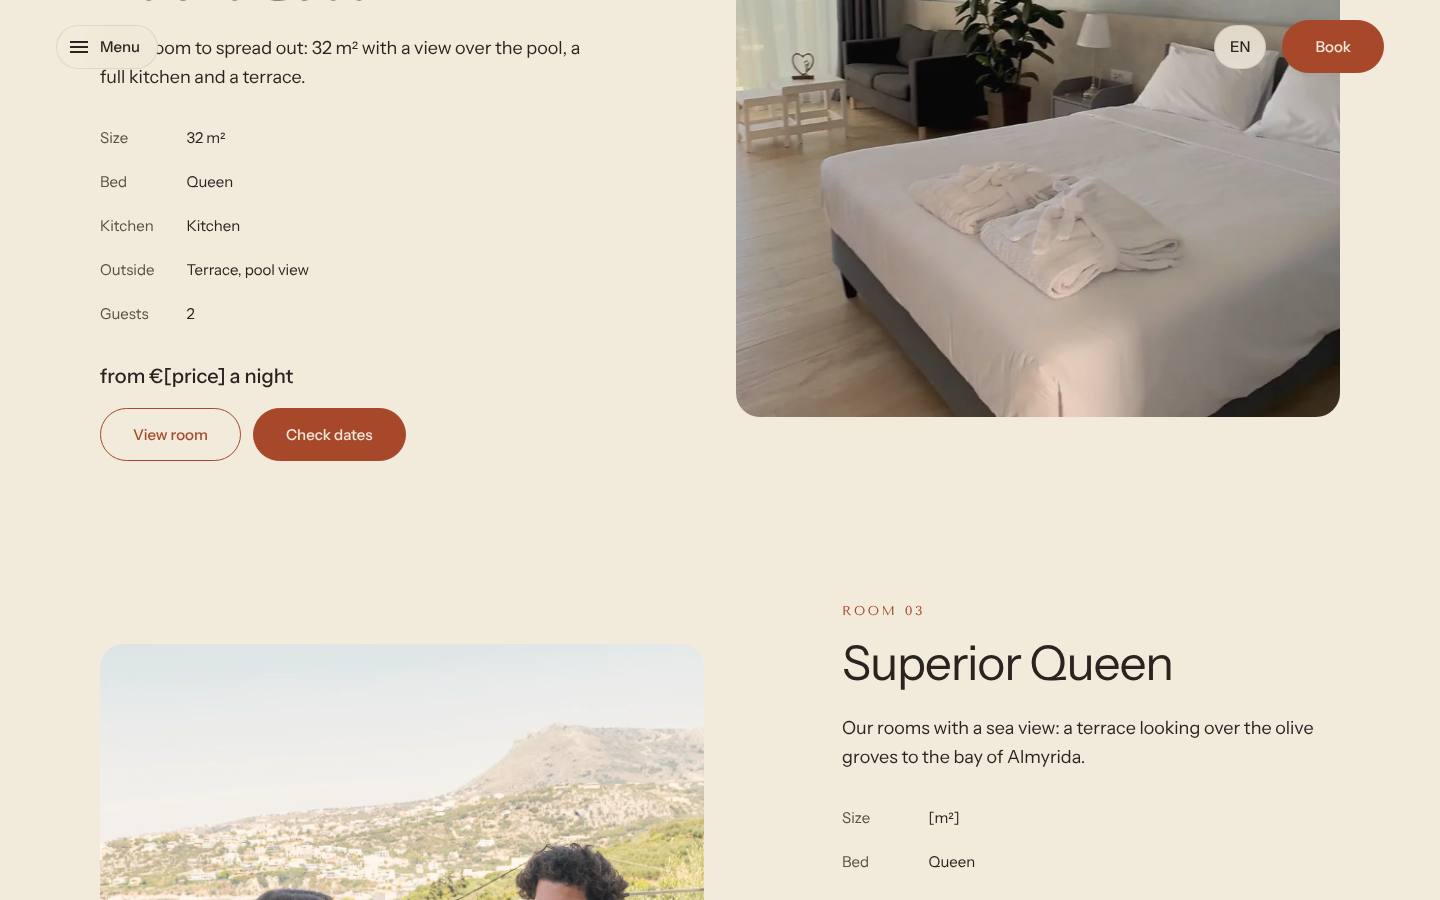 Menu
oom to spread out: 32 m² with a view over the pool, a
full kitchen and a terrace.
EN
Book
Size 32 m²
Bed Queen
Kitchen Kitchen
Outside Terrace, pool view
Guests 2
from €[price] a night
View room
Check dates
ROOM 03
Superior Queen
Our rooms with a sea view: a terrace looking over the olive
groves to the bay of Almyrida.
Size [m²]
Bed Queen